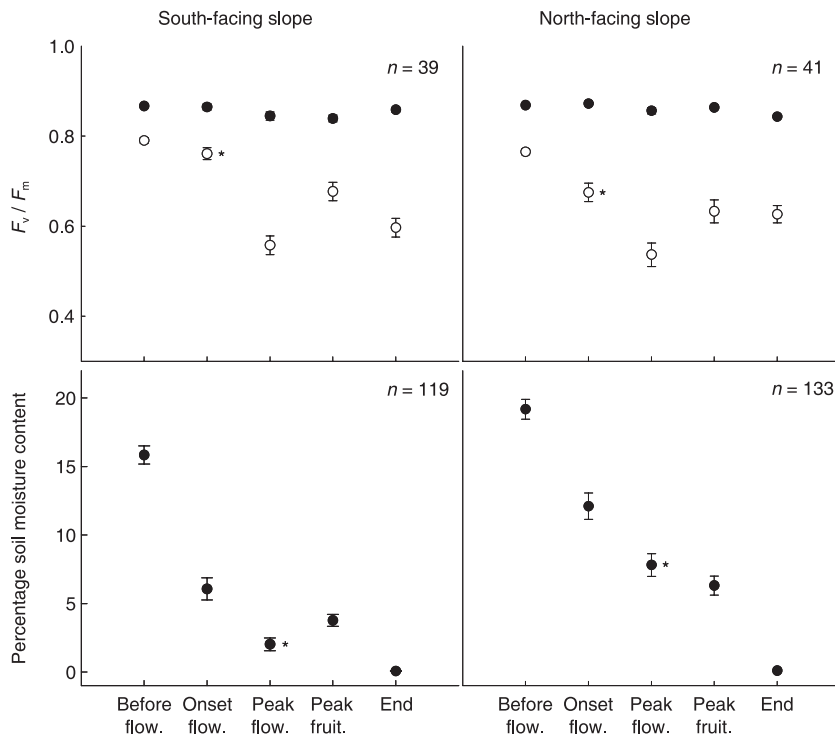 South-facing slope
North-facing slope
1.0
0.8
0.6
0.4
Fv / Fm
n = 39
*
n = 41
*
20
15
10
5
0
Percentage soil moisture content
n = 119
*
n = 133
*
Before
flow.
Onset
flow.
Peak
flow.
Peak
fruit.
End
Before
flow.
Onset
flow.
Peak
flow.
Peak
fruit.
End